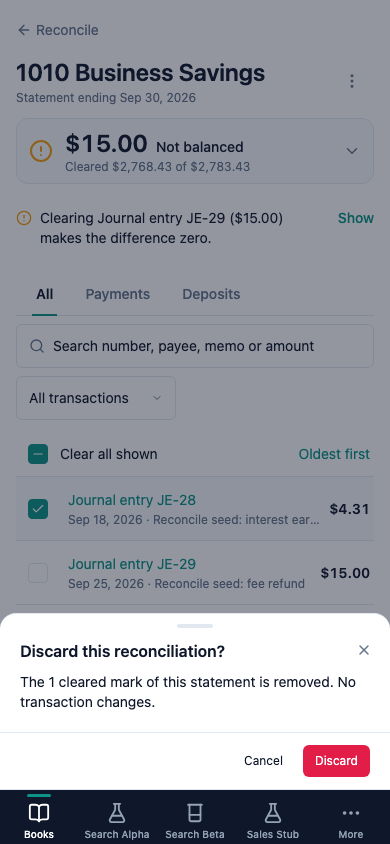 Reconcile
1010 Business Savings
Statement ending Sep 30, 2026
$15.00 Not balanced
Cleared $2,768.43 of $2,783.43
Clearing Journal entry JE-29 ($15.00)
makes the difference zero.
Show
All
Payments
Deposits
Search number, payee, memo or amount
All transactions
Clear all shown
Oldest first
Journal entry JE-28
Sep 18, 2026 · Reconcile seed: interest ear...
$4.31
Journal entry JE-29
Sep 25, 2026 · Reconcile seed: fee refund
$15.00
Discard this reconciliation?
The 1 cleared mark of this statement is removed. No
transaction changes.
Cancel
Discard
Books
Search Alpha
Search Beta
Sales Stub
More